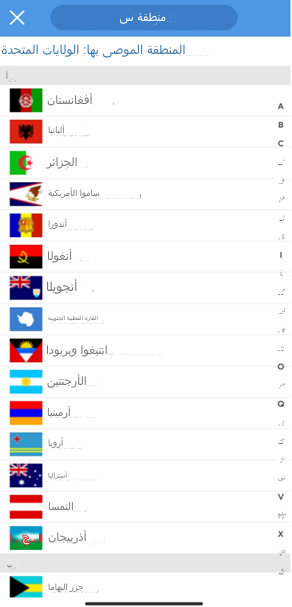 منطقة س
المنطقة الموصى بها: الولايات المتحدة
أ
أفغانستان
ألبانيا
الجزائر
ساموا الأمريكية
أندورا
أنغولا
أنجويلا
القارة القطبية الجنوبية
انتيغوا وبربودا
الأرجنتين
أرمينيا
أروبا
أستراليا
النمسا
أذربيجان
ب
جزر البهاما
A
B
C
I
O
Q
V
X